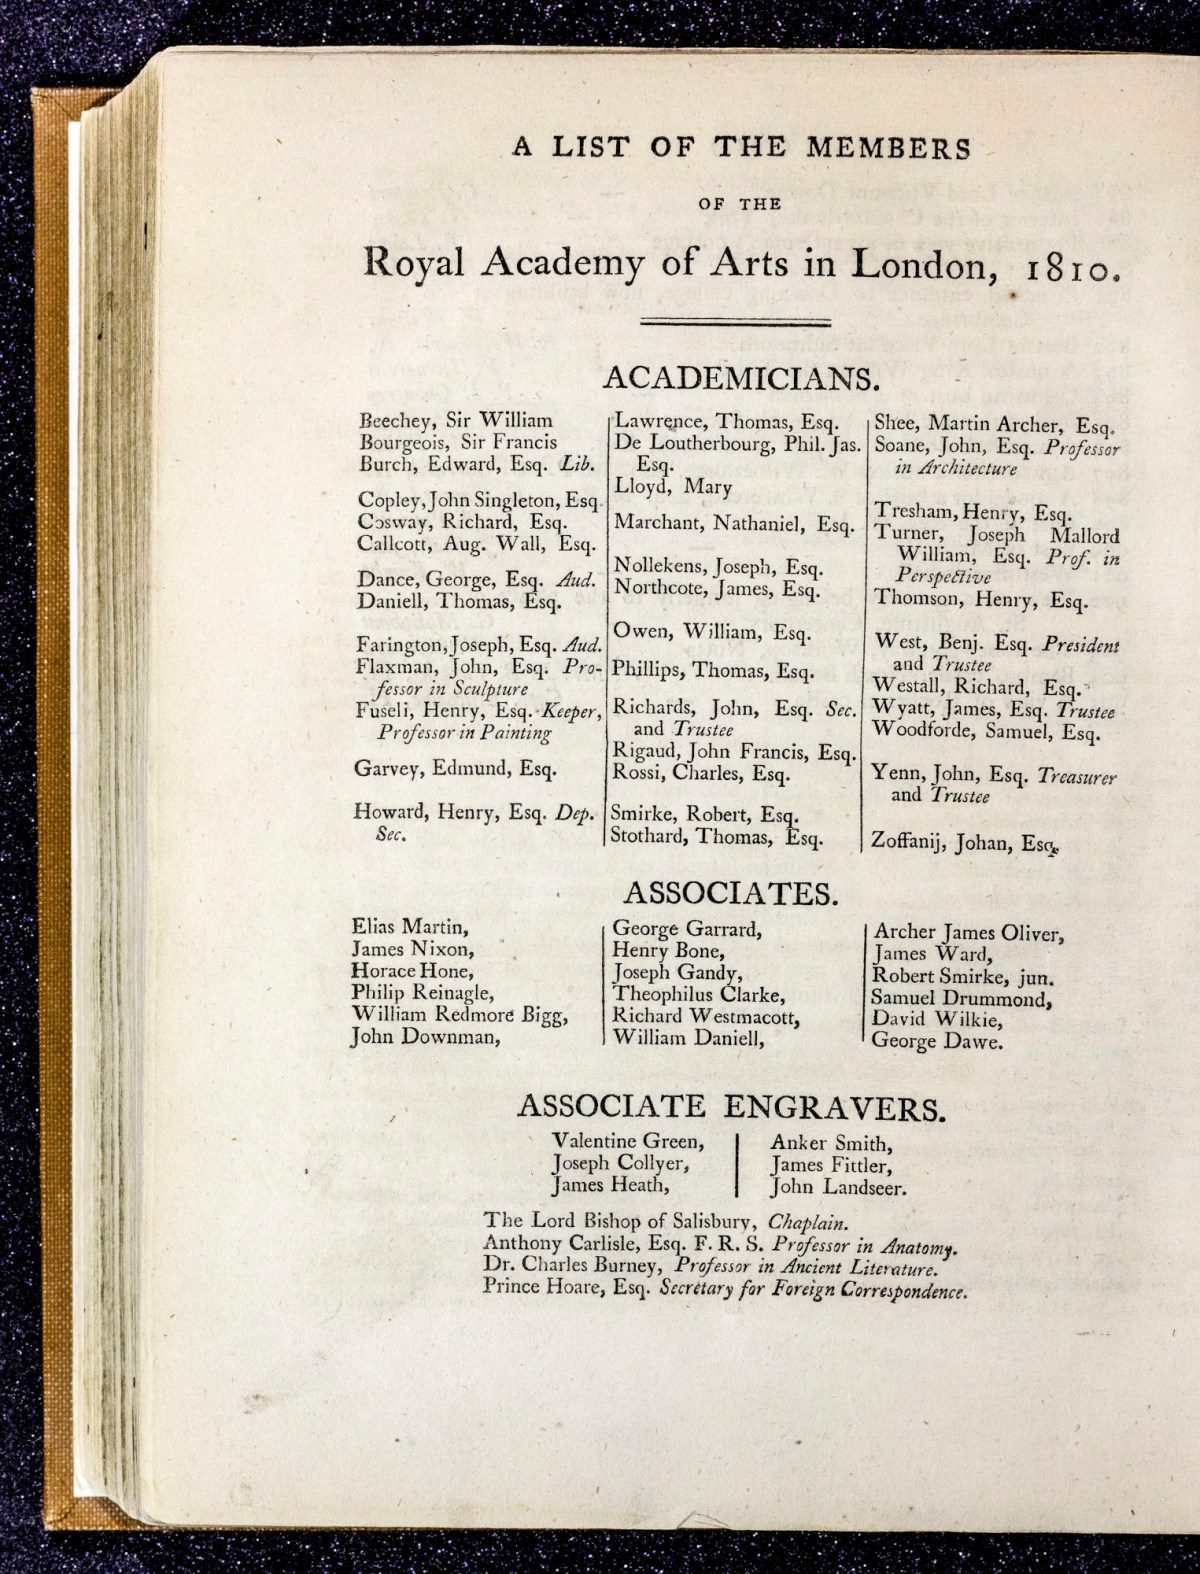 A LIST OF THE MEMBERS
OF THE
Royal Academy of Arts in London, 1810.
ACADEMICIANS.
Beechey, Sir William
Bourgeois, Sir Francis
Burch, Edward, Esq. Lib.
Copley, John Singleton, Esq.
Cosway, Richard, Esq.
Callcott, Aug. Wall, Esq.
Dance, George, Esq. Aud.
Daniell, Thomas, Esq.
Farington, Joseph, Esq. Aud.
Flaxman, John, Esq. Pro-
fessor in Sculpture
Fuseli, Henry, Esq. Keeper,
Professor in Painting
Garvey, Edmund, Esq.
Howard, Henry, Esq. Dep.
Sec.
Lawrence, Thomas, Esq.
De Loutherbourg, Phil. Jas.
Esq.
Lloyd, Mary
Marchant, Nathaniel, Esq.
Nollekens, Joseph, Esq.
Northcote, James, Esq.
Owen, William, Esq.
Phillips, Thomas, Esq.
Richards, John, Esq. Sec.
and Trustee
Rigaud, John Francis, Esq.
Rossi, Charles, Esq.
Smirke, Robert, Esq.
Stothard, Thomas, Esq.
Shee, Martin Archer, Esq.
Soane, John, Esq. Professor
in Architecture
Tresham, Henry, Esq.
Turner, Joseph Mallord
William, Esq. Prof. in
Perspective
Thomson, Henry, Esq.
West, Benj. Esq. President
and Trustee
Westall, Richard, Esq.
Wyatt, James, Esq. Trustee
Woodforde, Samuel, Esq.
Yenn, John, Esq. Treasurer
and Trustee
Zoffanij, Johan, Esq.
ASSOCIATES.
Elias Martin,
James Nixon,
Horace Hone,
Philip Reinagle,
William Redmore Bigg,
John Downman,
George Garrard,
Henry Bone,
Joseph Gandy,
Theophilus Clarke,
Richard Westmacott,
William Daniell,
Archer James Oliver,
James Ward,
Robert Smirke, jun.
Samuel Drummond,
David Wilkie,
George Dawe.
ASSOCIATE ENGRAVERS.
Valentine Green,
Joseph Collyer,
James Heath,
Anker Smith,
James Fittler,
John Landseer.
The Lord Bishop of Salisbury, Chaplain.
Anthony Carlisle, Esq. F. R. S. Professor in Anatomy.
Dr. Charles Burney, Professor in Ancient Literature.
Prince Hoare, Esq. Secretary for Foreign Correspondence.